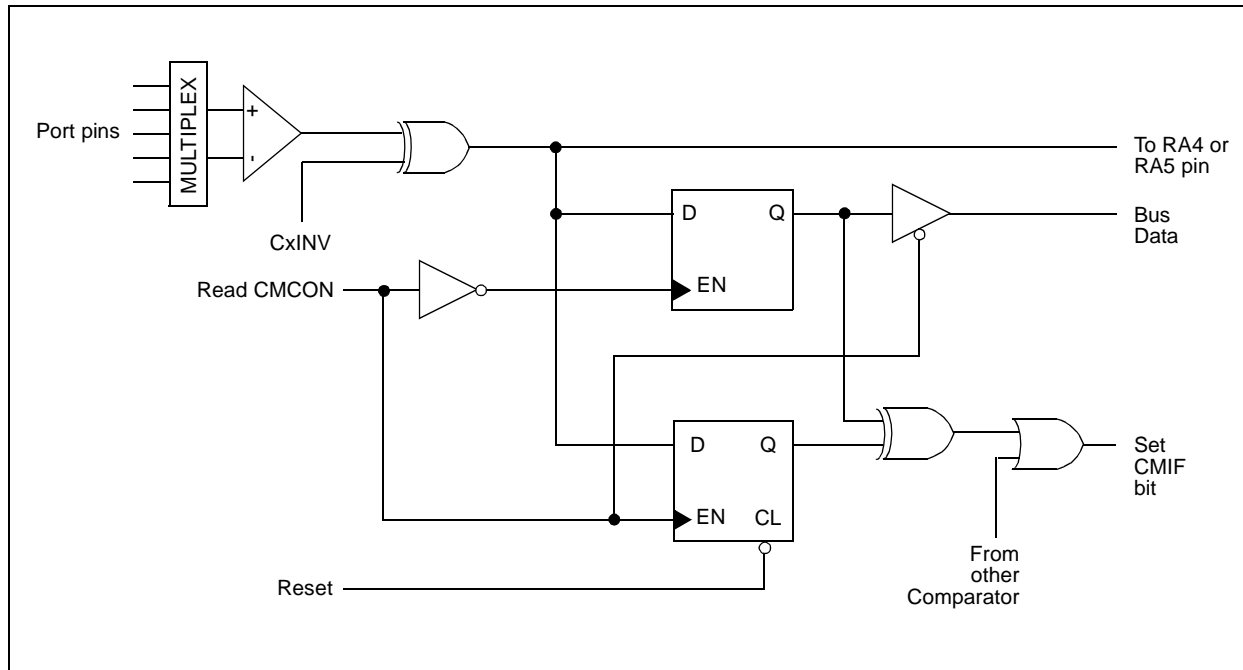 MULTIPLEX
+
-
Port pins
CxINV
To RA4 or
RA5 pin
D
Q
EN
Bus
Data
Read CMCON
D
Q
EN
CL
Set
CMIF
bit
From
other
Comparator
Reset